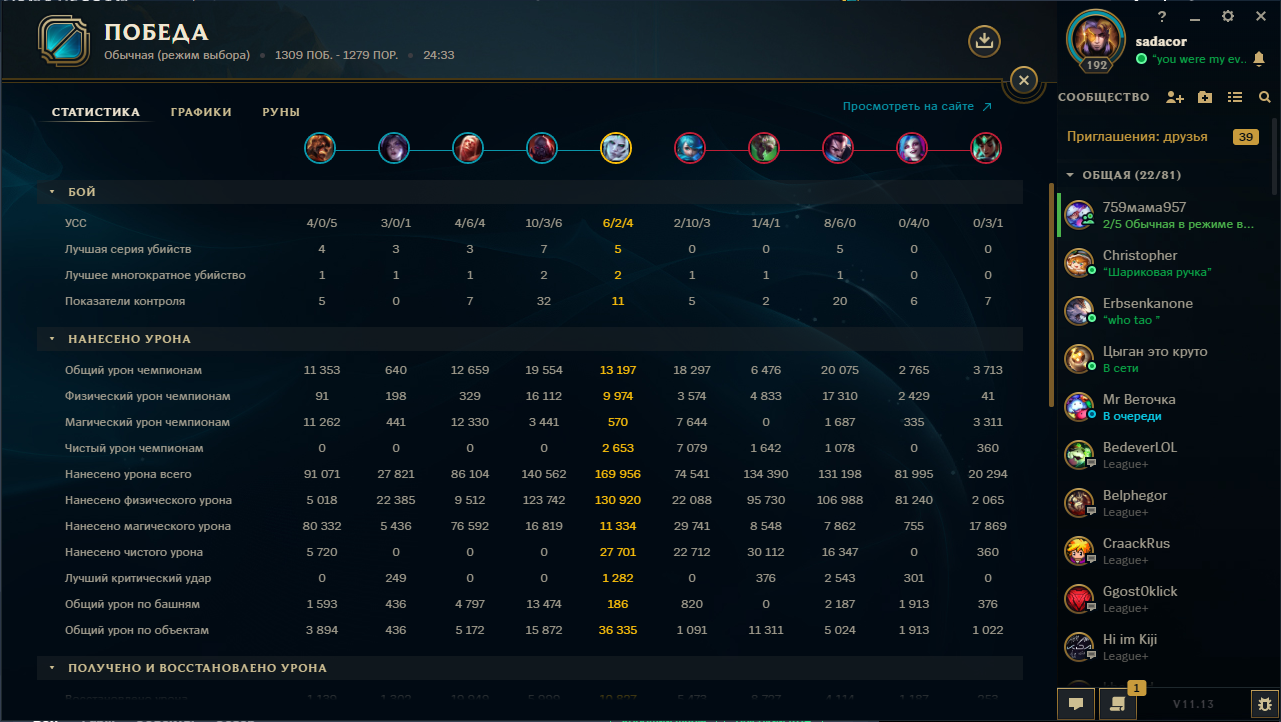 ПОБЕДА
Обычная (режим выбора) • 1309 ПОБ. - 1279 ПОР. • 24:33
СТАТИСТИКА ГРАФИКИ РУНЫ
Просмотреть на сайте
БОЙ
УСС 4/0/5 3/0/1 4/6/4 10/3/6 6/2/4 2/10/3 1/4/1 8/6/0 0/4/0 0/3/1
Лучшая серия убийств 4 3 3 7 5 0 0 5 0 0
Лучшее многократное убийство 1 1 1 2 2 1 1 1 0 0
Показатели контроля 5 0 7 32 11 5 2 20 6 7
НАНЕСЕНО УРОНА
Общий урон чемпионам 11 353 640 12 659 19 554 13 197 18 297 6 476 20 075 2 765 3 713
Физический урон чемпионам 91 198 329 16 112 9 974 3 574 4 833 17 310 2 429 41
Магический урон чемпионам 11 262 441 12 330 3 441 570 7 644 0 1 687 335 3 311
Чистый урон чемпионам 0 0 0 0 2 653 7 079 1 642 1 078 0 360
Нанесено урона всего 91 071 27 821 86 104 140 562 169 956 74 541 134 390 131 198 81 995 20 294
Нанесено физического урона 5 018 22 385 9 512 123 742 130 920 22 088 95 730 106 988 81 240 2 065
Нанесено магического урона 80 332 5 436 76 592 16 819 11 334 29 741 8 548 7 862 755 17 869
Нанесено чистого урона 5 720 0 0 0 27 701 22 712 30 112 16 347 0 360
Лучший критический удар 0 249 0 0 1 282 0 376 2 543 301 0
Общий урон по башням 1 593 436 4 797 13 474 186 820 0 2 187 1 913 376
Общий урон по объектам 3 894 436 5 172 15 872 36 335 1 091 11 311 5 024 1 913 1 022
ПОЛУЧЕНО И ВОССТАНОВЛЕНО УРОНА
?
192
sadacor
"you were my ev..
СООБЩЕСТВО
Приглашения: друзья 39
ОБЩАЯ (22/81)
759мама957
2/5 Обычная в режиме в...
Christopher
"Шариковая ручка"
Erbsenkanone
"who tao "
Цыган это круто
В сети
Mr Веточка
В очереди
BedeverLOL
League+
Belphegor
League+
CraackRus
League+
Ggost0klick
League+
Hi im Kiji
League+
1
V11.13